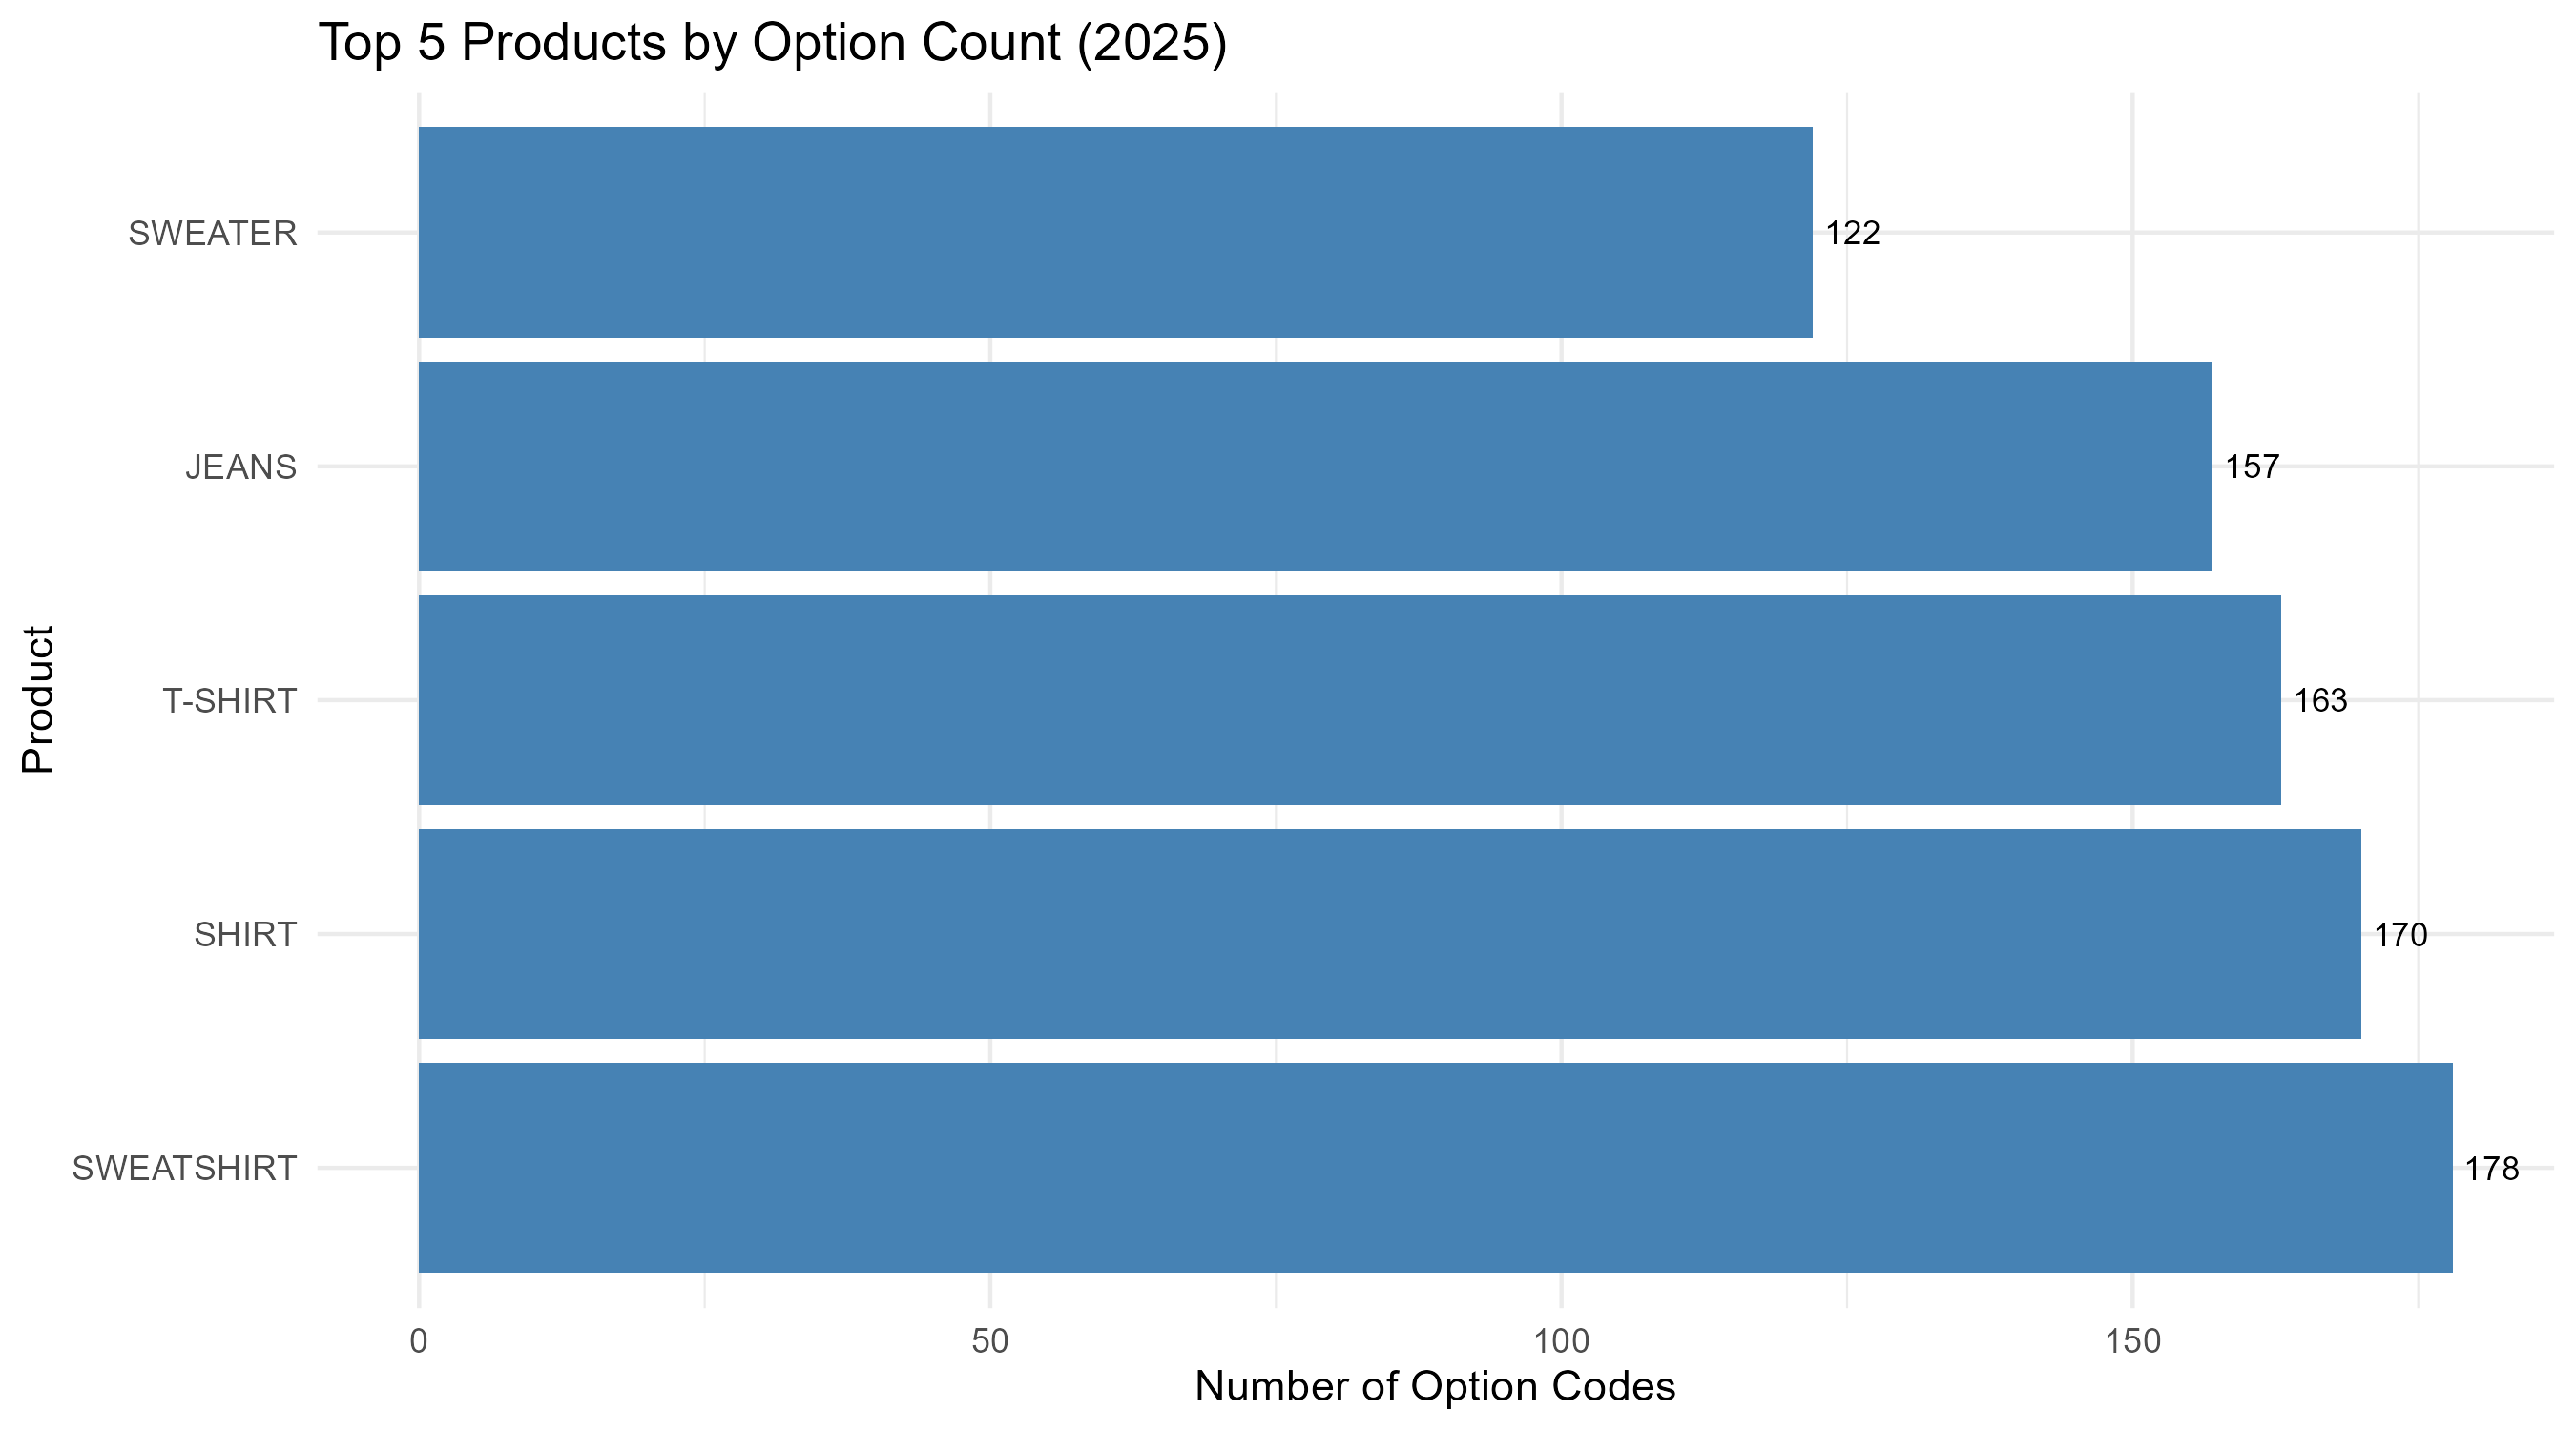 Top 5 Products by Option Count (2025)
Product
SWEATER
122
JEANS
157
T-SHIRT
163
SHIRT
170
SWEATSHIRT
178
0
50
100
150
Number of Option Codes